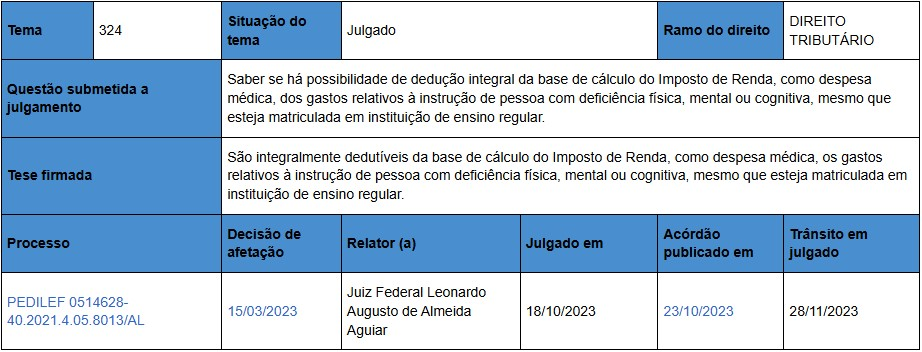 Tema
324
Situação do
tema
Julgado
Ramo do direito
DIREITO
TRIBUTÁRIO
Questão submetida a
julgamento
Saber se há possibilidade de dedução integral da base de cálculo do Imposto de Renda, como despesa
médica, dos gastos relativos à instrução de pessoa com deficiência física, mental ou cognitiva, mesmo que
esteja matriculada em instituição de ensino regular.
Tese firmada
São integralmente dedutíveis da base de cálculo do Imposto de Renda, como despesa médica, os gastos
relativos à instrução de pessoa com deficiência física, mental ou cognitiva, mesmo que esteja matriculada em
instituição de ensino regular.
Processo
Decisão de
afetação
Relator (a)
Julgado em
Acórdão
publicado em
Trânsito em
julgado
PEDILEF 0514628-
40.2021.4.05.8013/AL
15/03/2023
Juiz Federal Leonardo
Augusto de Almeida
Aguiar
18/10/2023
23/10/2023
28/11/2023